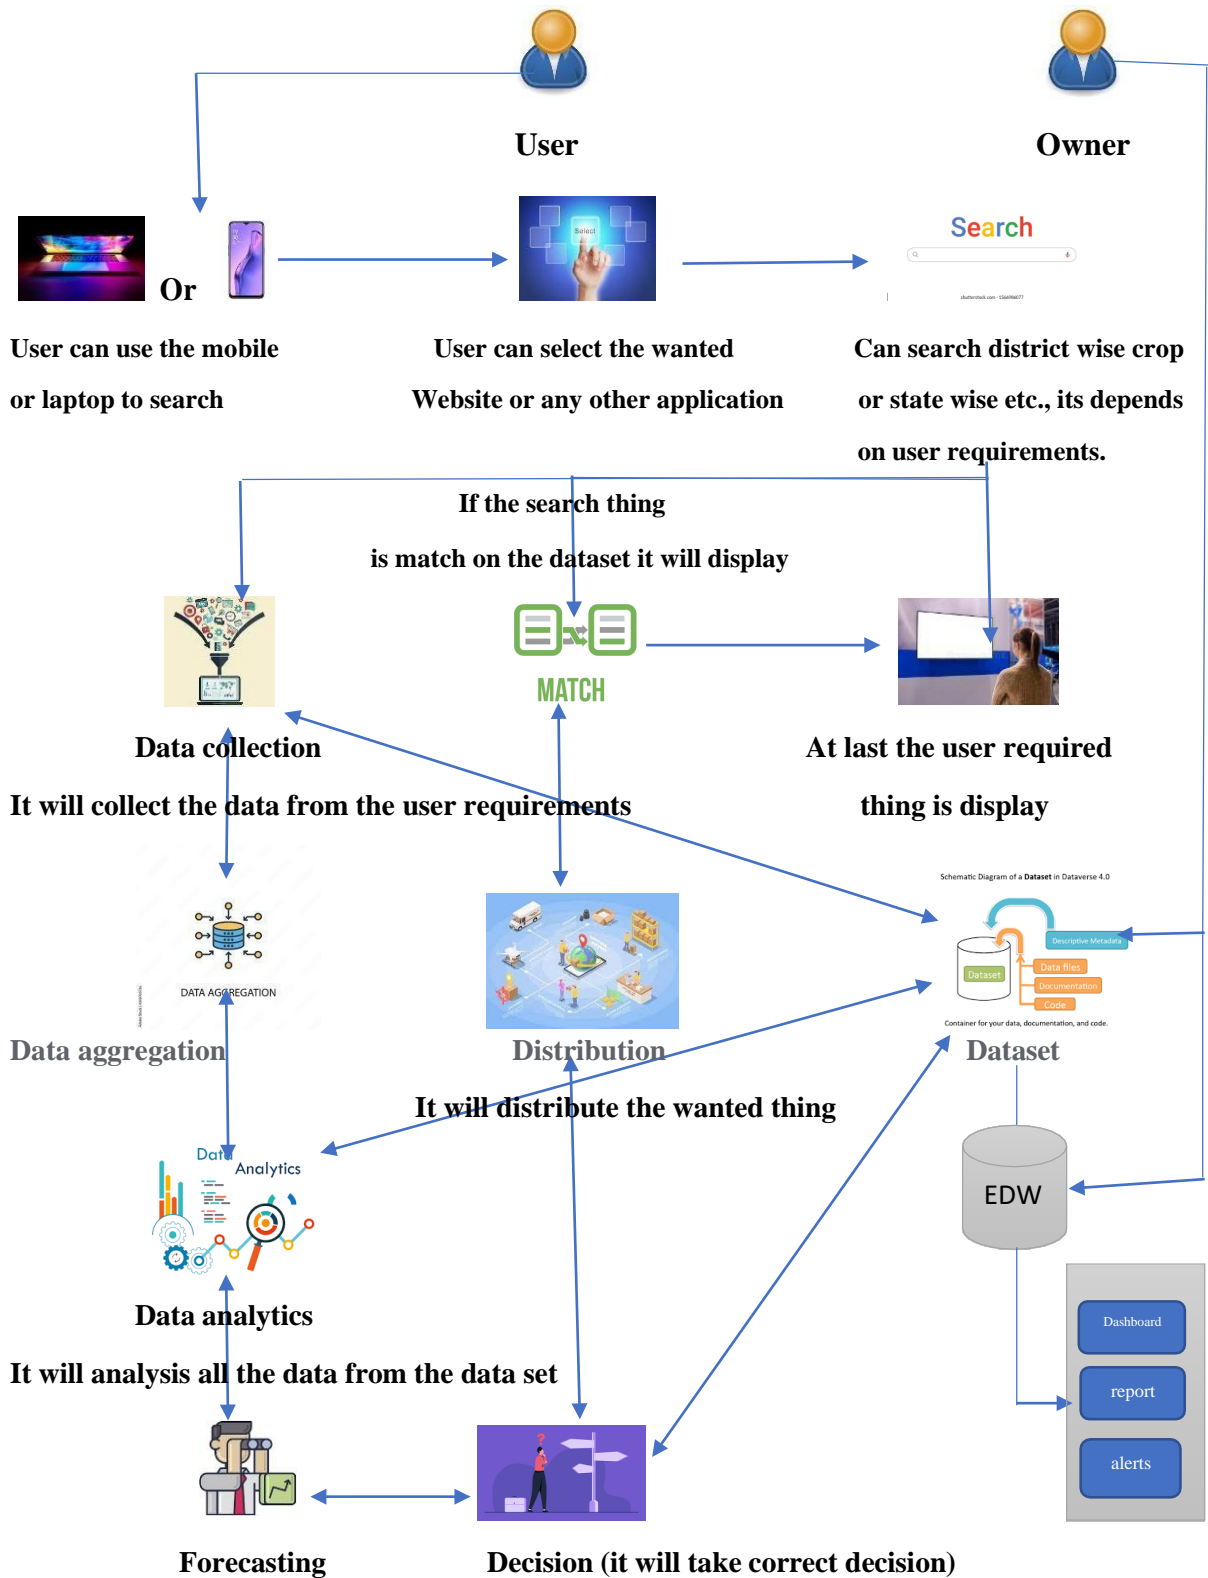 User
Owner
Select
Search
shutterstock.com · 1564986077
Or
User can use the mobile
or laptop to search
User can select the wanted
Website or any other application
Can search district wise crop
or state wise etc., its depends
on user requirements.
If the search thing
is match on the dataset it will display
MATCH
Data collection
It will collect the data from the user requirements
At last the user required
thing is display
DATA AGGREGATION
Data aggregation
Distribution
It will distribute the wanted thing
Schematic Diagram of a Dataset in Dataverse 4.0
Descriptive Metadata
Dataset
Data files
Documentation
Code
Container for your data, documentation, and code.
Dataset
EDW
Data
Analytics
Data analytics
It will analysis all the data from the data set
Dashboard
report
alerts
?
Forecasting
Decision (it will take correct decision)